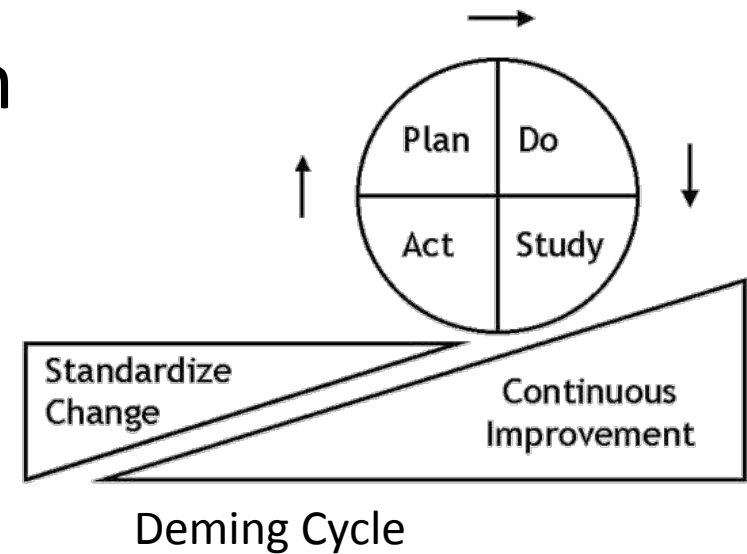 n
Plan
Do
Act
Study
Standardize
Change
Continuous
Improvement
Deming Cycle